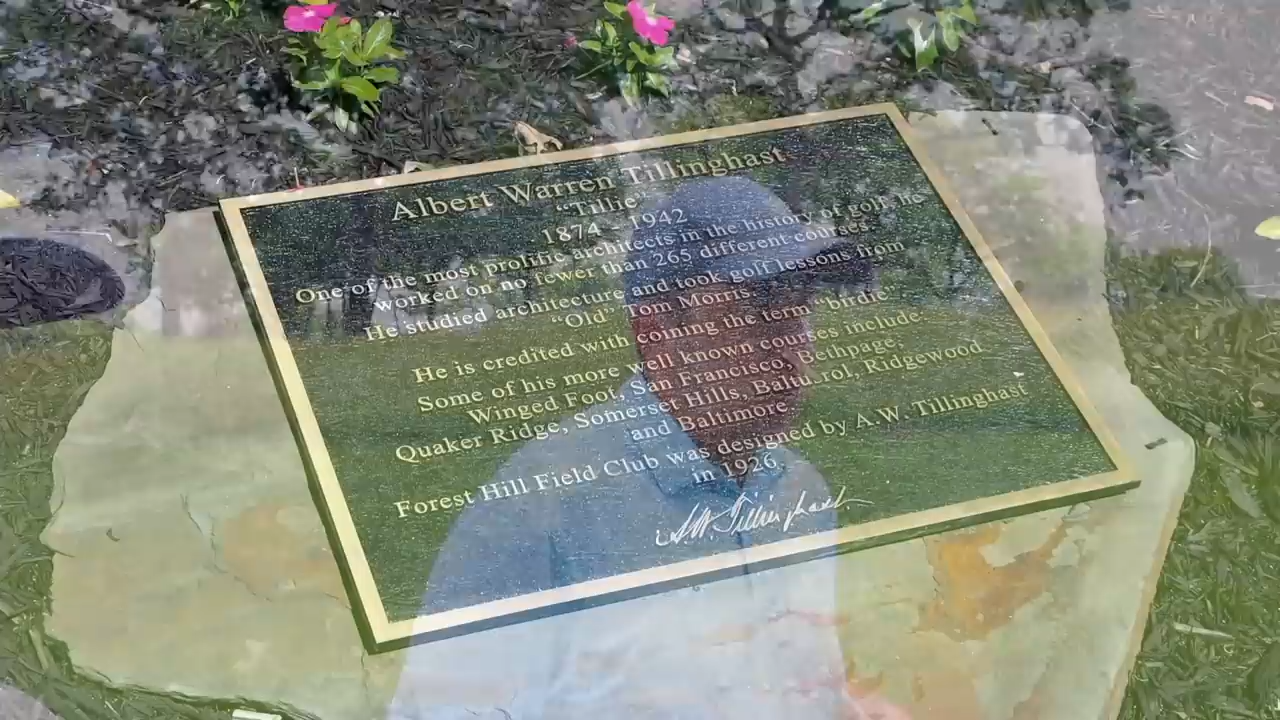 Albert Warren Tillinghast
"Tillie"
1874 - 1942
One of the most prolific architects in the history of golf, he
worked on no fewer than 265 different courses.
He studied architecture and took golf lessons from
"Old" Tom Morris.
He is credited with coining the term "birdie"
Some of his more well known courses include:
Winged Foot, San Francisco, Bethpage,
Quaker Ridge, Somerset Hills, Baltusrol, Ridgewood
and Baltimore
Forest Hill Field Club was designed by A.W. Tillinghast
in 1926.
A.W. Tillinghast